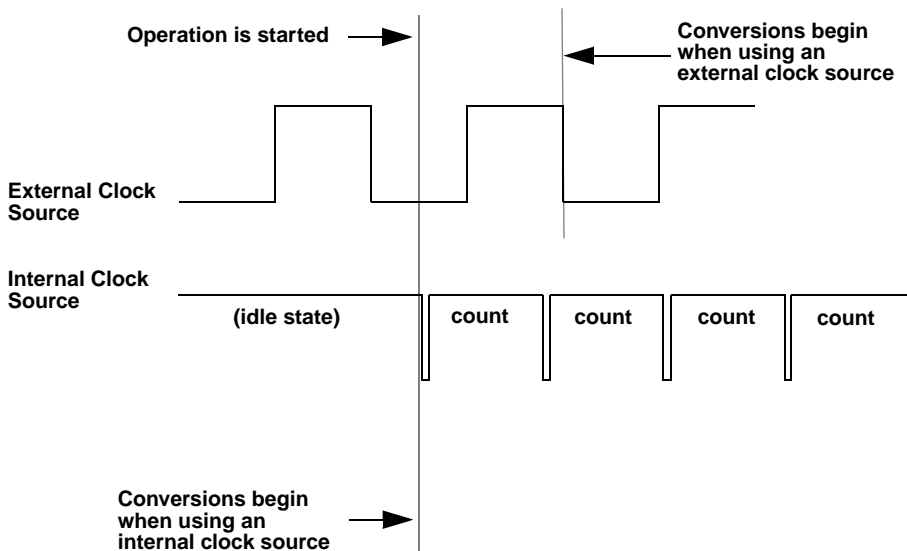 Operation is started
Conversions begin
when using an
external clock source
External Clock
Source
Internal Clock
Source
(idle state)
count
count
count
count
Conversions begin
when using an
internal clock source